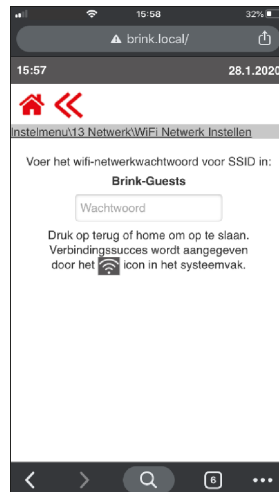 15:58
32%
brink.local/
15:57
28.1.2020
Instelmenu\13 Netwerk\WiFi Netwerk Instellen
Voer het wifi-netwerkwachtwoord voor SSID in:
Brink-Guests
Wachtwoord
Druk op terug of home om op te slaan.
Verbindingssucces wordt aangegeven
door het icon in het systeemvak.
6